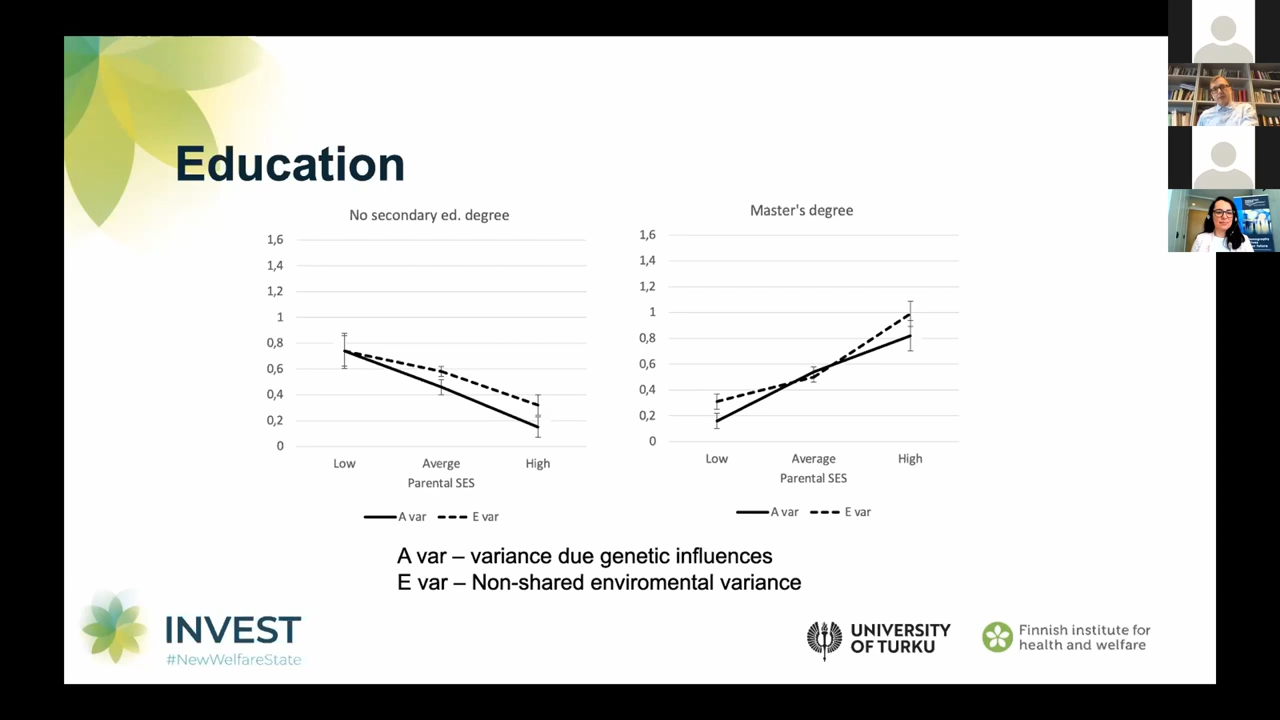 Education
No secondary ed. degree
1,6
1,4
1,2
1
0,8
0,6
0,4
0,2
0
Low Averge High
Parental SES
A var E var
Master's degree
1,6
1,4
1,2
1
0,8
0,6
0,4
0,2
0
Low Average High
Parental SES
A var E var
A var – variance due genetic influences
E var – Non-shared enviromental variance
INVEST
#NewWelfareState
UNIVERSITY
OF TURKU
Finnish institute for
health and welfare